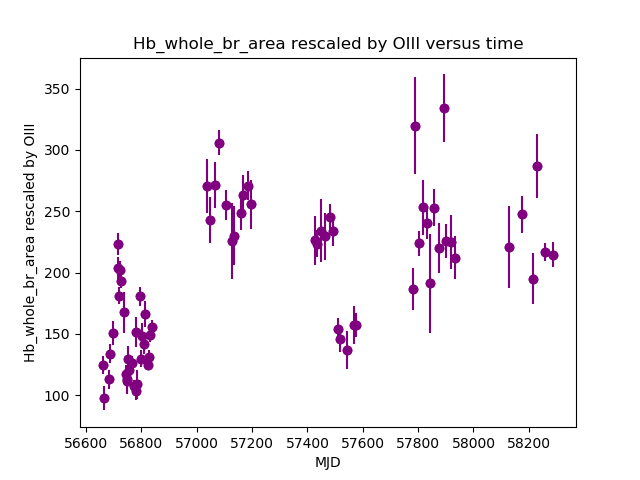 Hb_whole_br_area rescaled by OIII versus time
Hb_whole_br_area rescaled by OIII
350
300
250
200
150
100
56600 56800 57000 57200 57400 57600 57800 58000 58200
MJD